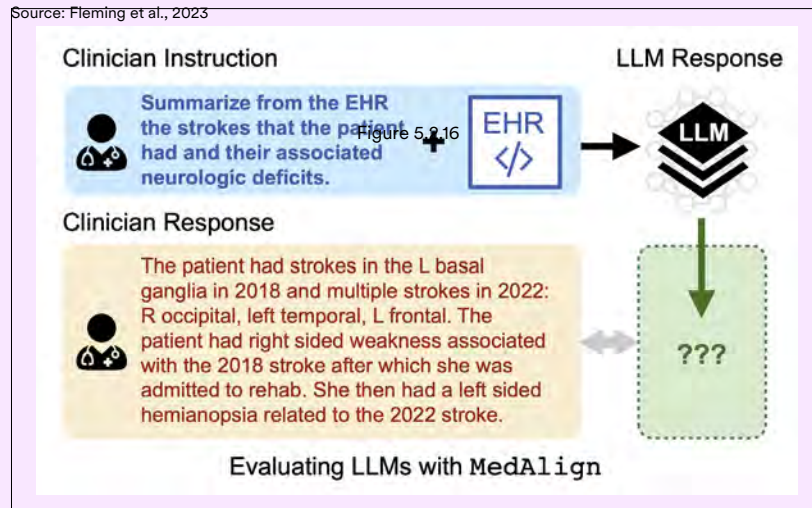 Source: Fleming et al., 2023
Clinician Instruction
LLM Response
Summarize from the EHR
the strokes that the patient
had and their associated
neurologic deficits.
Figure 5.2.16
+
EHR
</>
LLM
Clinician Response
The patient had strokes in the L basal
ganglia in 2018 and multiple strokes in 2022:
R occipital, left temporal, L frontal. The
patient had right sided weakness associated
with the 2018 stroke after which she was
admitted to rehab. She then had a left sided
hemianopsia related to the 2022 stroke.
???
Evaluating LLMs with MedAlign